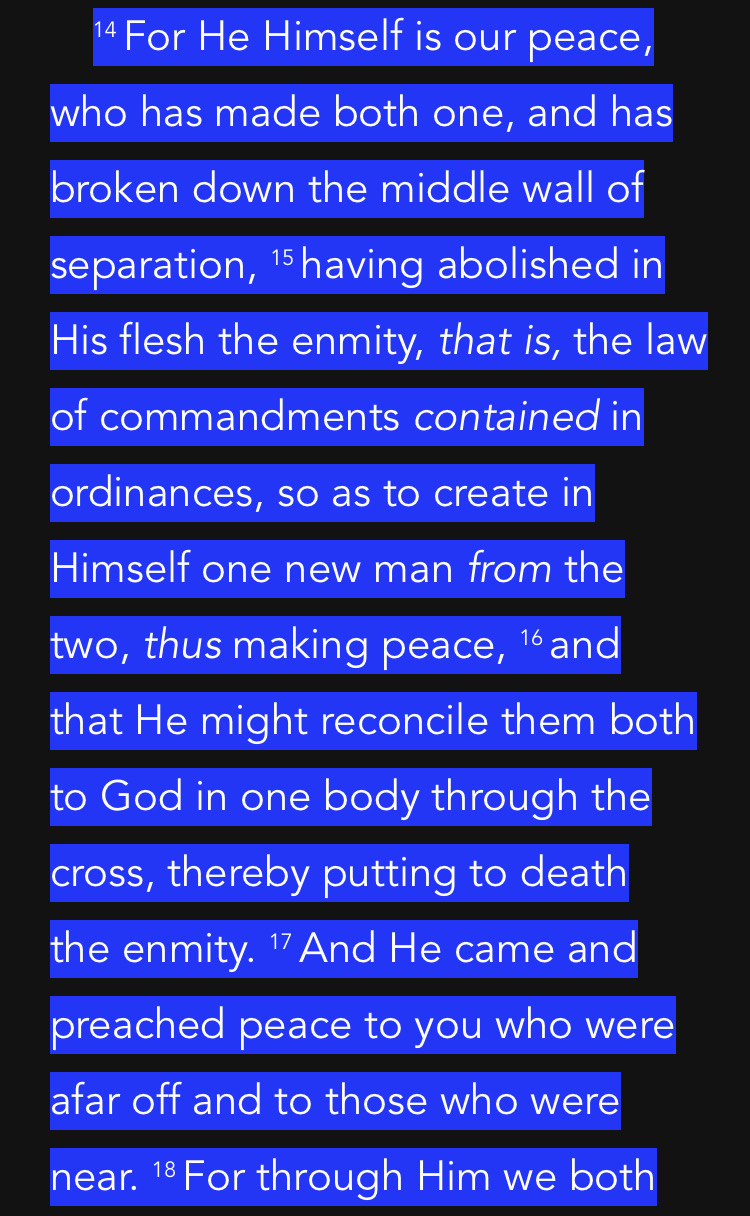 14 For He Himself is our peace,
who has made both one, and has
broken down the middle wall of
separation, 15 having abolished in
His flesh the enmity, that is, the law
of commandments contained in
ordinances, so as to create in
Himself one new man from the
two, thus making peace, 16 and
that He might reconcile them both
to God in one body through the
cross, thereby putting to death
the enmity. 17 And He came and
preached peace to you who were
afar off and to those who were
near. 18 For through Him we both